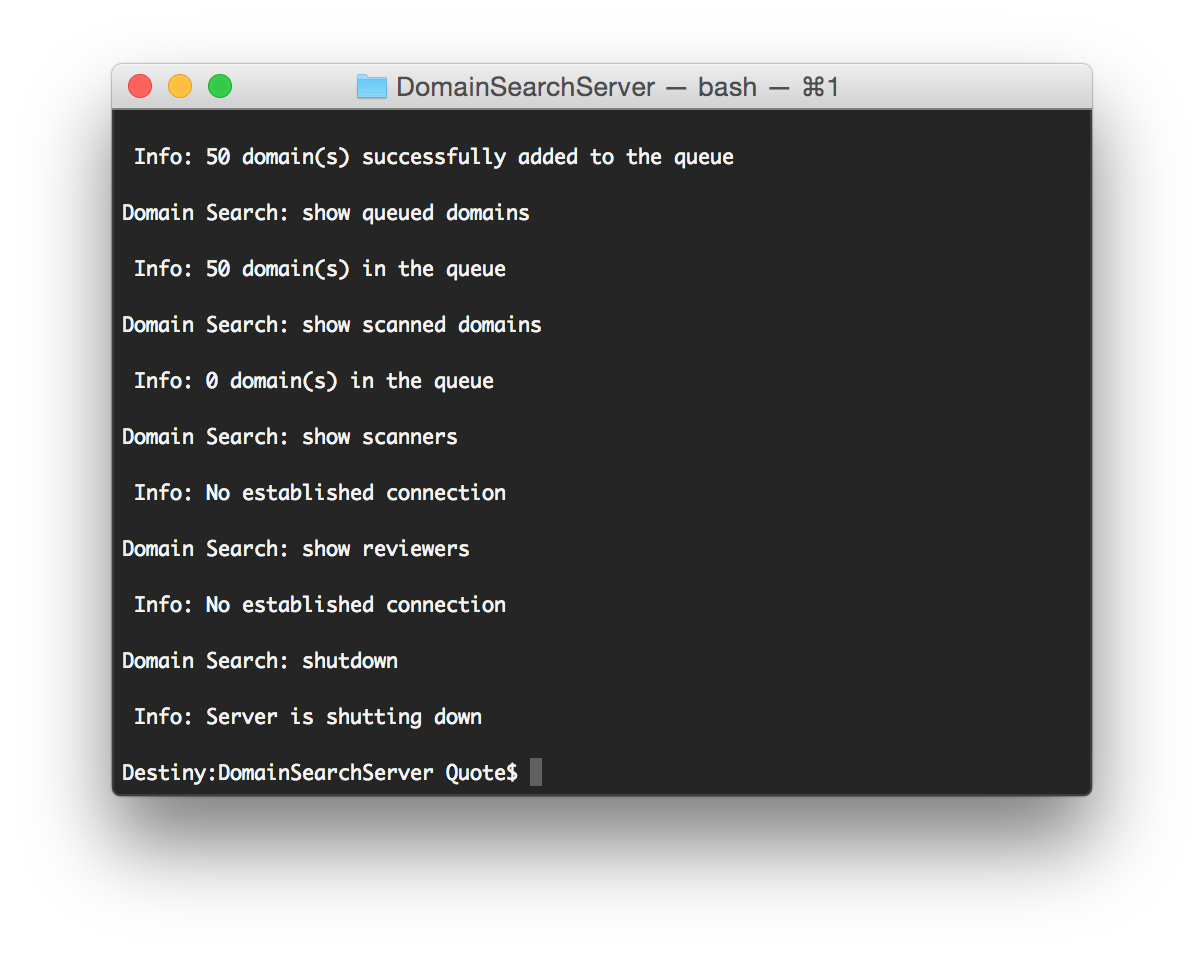 DomainSearchServer — bash — ⌘1
Info: 50 domain(s) successfully added to the queue
Domain Search: show queued domains
Info: 50 domain(s) in the queue
Domain Search: show scanned domains
Info: 0 domain(s) in the queue
Domain Search: show scanners
Info: No established connection
Domain Search: show reviewers
Info: No established connection
Domain Search: shutdown
Info: Server is shutting down
Destiny:DomainSearchServer Quote$